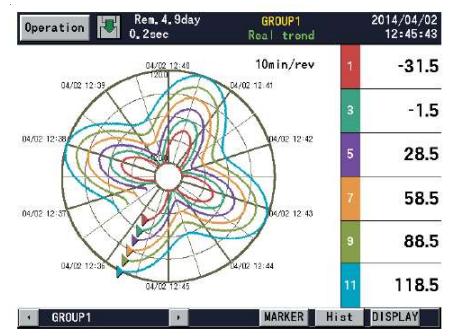 Operation
Rem. 4.9day
0.2sec
GROUP1
Real trend
2014/04/02
12:45:43
10min/rev
04/02 12:40
120.0
04/02 12:41
04/02 12:42
04/02 12:43
04/02 12:44
04/02 12:45
04/02 12:36
04/02 12:37
04/02 12:38
04/02 12:39
1 -31.5
3 -1.5
5 28.5
7 58.5
9 88.5
11 118.5
GROUP1
MARKER
Hist
DISPLAY